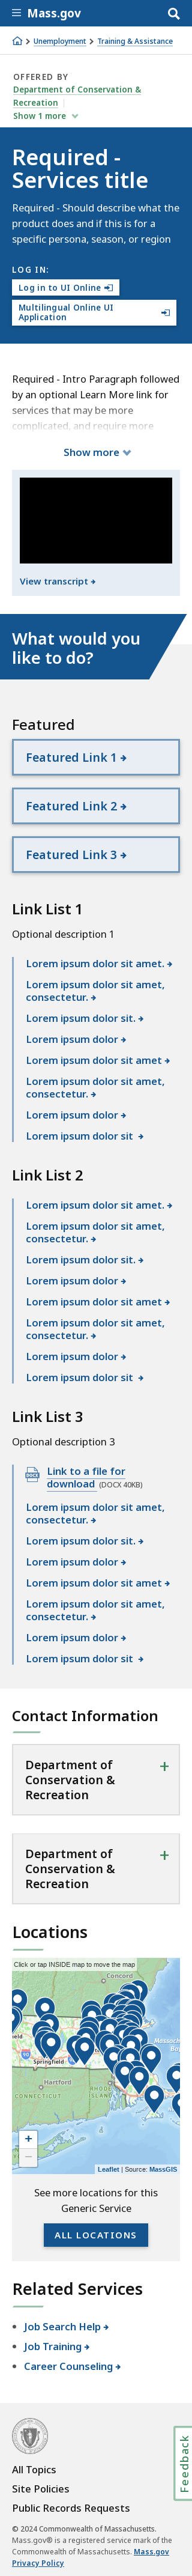 Mass.gov
Unemployment > Training & Assistance
OFFERED BY
Department of Conservation &
Recreation
Show 1 more
Required -
Services title
Required - Should describe what the
product does and if it is for a
specific persona, season, or region
LOG IN:
Log in to UI Online
Multilingual Online UI
Application
Required - Intro Paragraph followed
by an optional Learn More link for
services that may be more
complicated, and require more
Show more
View transcript
What would you
like to do?
Featured
Featured Link 1
Featured Link 2
Featured Link 3
Link List 1
Optional description 1
Lorem ipsum dolor sit amet.
Lorem ipsum dolor sit amet,
consectetur.
Lorem ipsum dolor sit.
Lorem ipsum dolor
Lorem ipsum dolor sit amet
Lorem ipsum dolor sit amet,
consectetur.
Lorem ipsum dolor
Lorem ipsum dolor sit
Link List 2
Lorem ipsum dolor sit amet.
Lorem ipsum dolor sit amet,
consectetur.
Lorem ipsum dolor sit.
Lorem ipsum dolor
Lorem ipsum dolor sit amet
Lorem ipsum dolor sit amet,
consectetur.
Lorem ipsum dolor
Lorem ipsum dolor sit
Link List 3
Optional description 3
Link to a file for
download (DOCX 40KB)
Lorem ipsum dolor sit amet,
consectetur.
Lorem ipsum dolor sit.
Lorem ipsum dolor
Lorem ipsum dolor sit amet
Lorem ipsum dolor sit amet,
consectetur.
Lorem ipsum dolor
Lorem ipsum dolor sit
Contact Information
Department of
Conservation &
Recreation
+
Department of
Conservation &
Recreation
+
Locations
Click or tap INSIDE map to move the map
Concord
Springfield
Hartford
+
−
Leaflet | Source: MassGIS
See more locations for this
Generic Service
ALL LOCATIONS
Related Services
Job Search Help
Job Training
Career Counseling
Feedback
All Topics
Site Policies
Public Records Requests
© 2024 Commonwealth of Massachusetts.
Mass.gov® is a registered service mark of the
Commonwealth of Massachusetts. Mass.gov
Privacy Policy